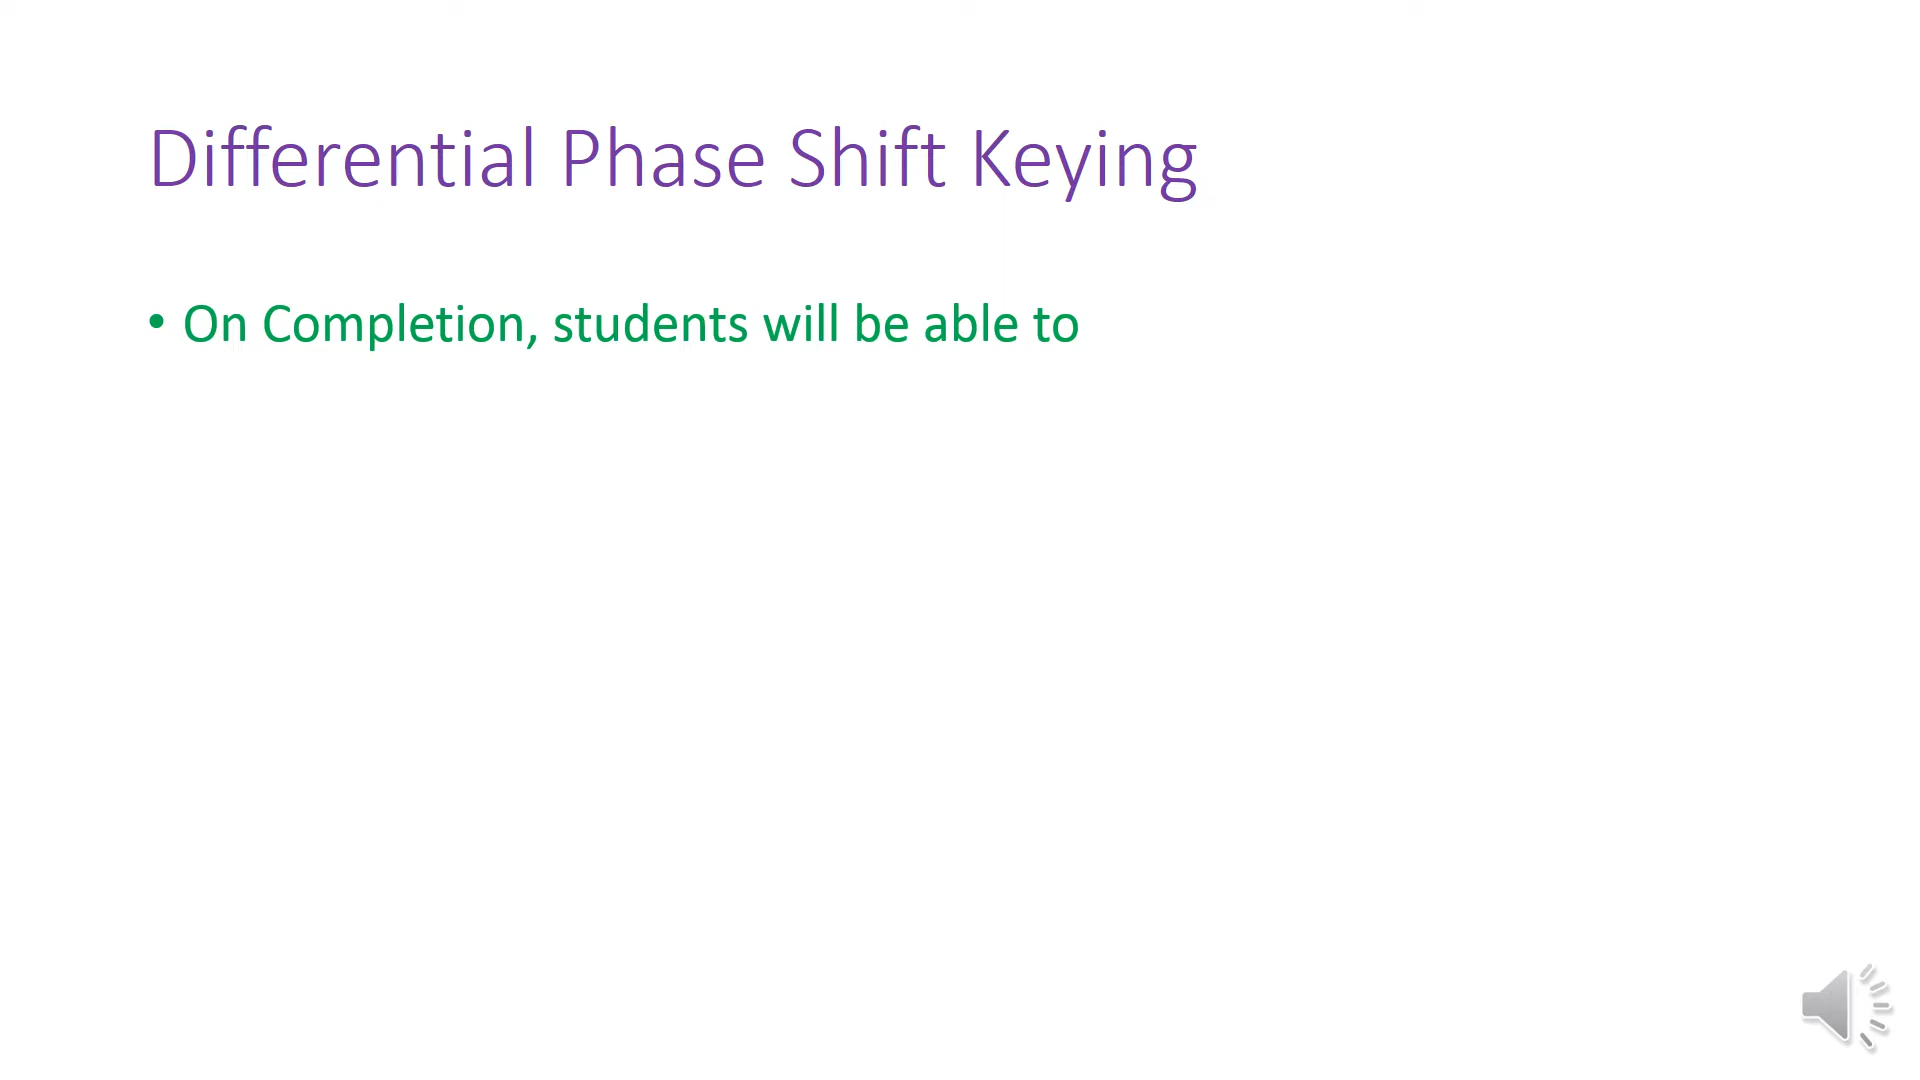 Differential Phase Shift Keying
• On Completion, students will be able to